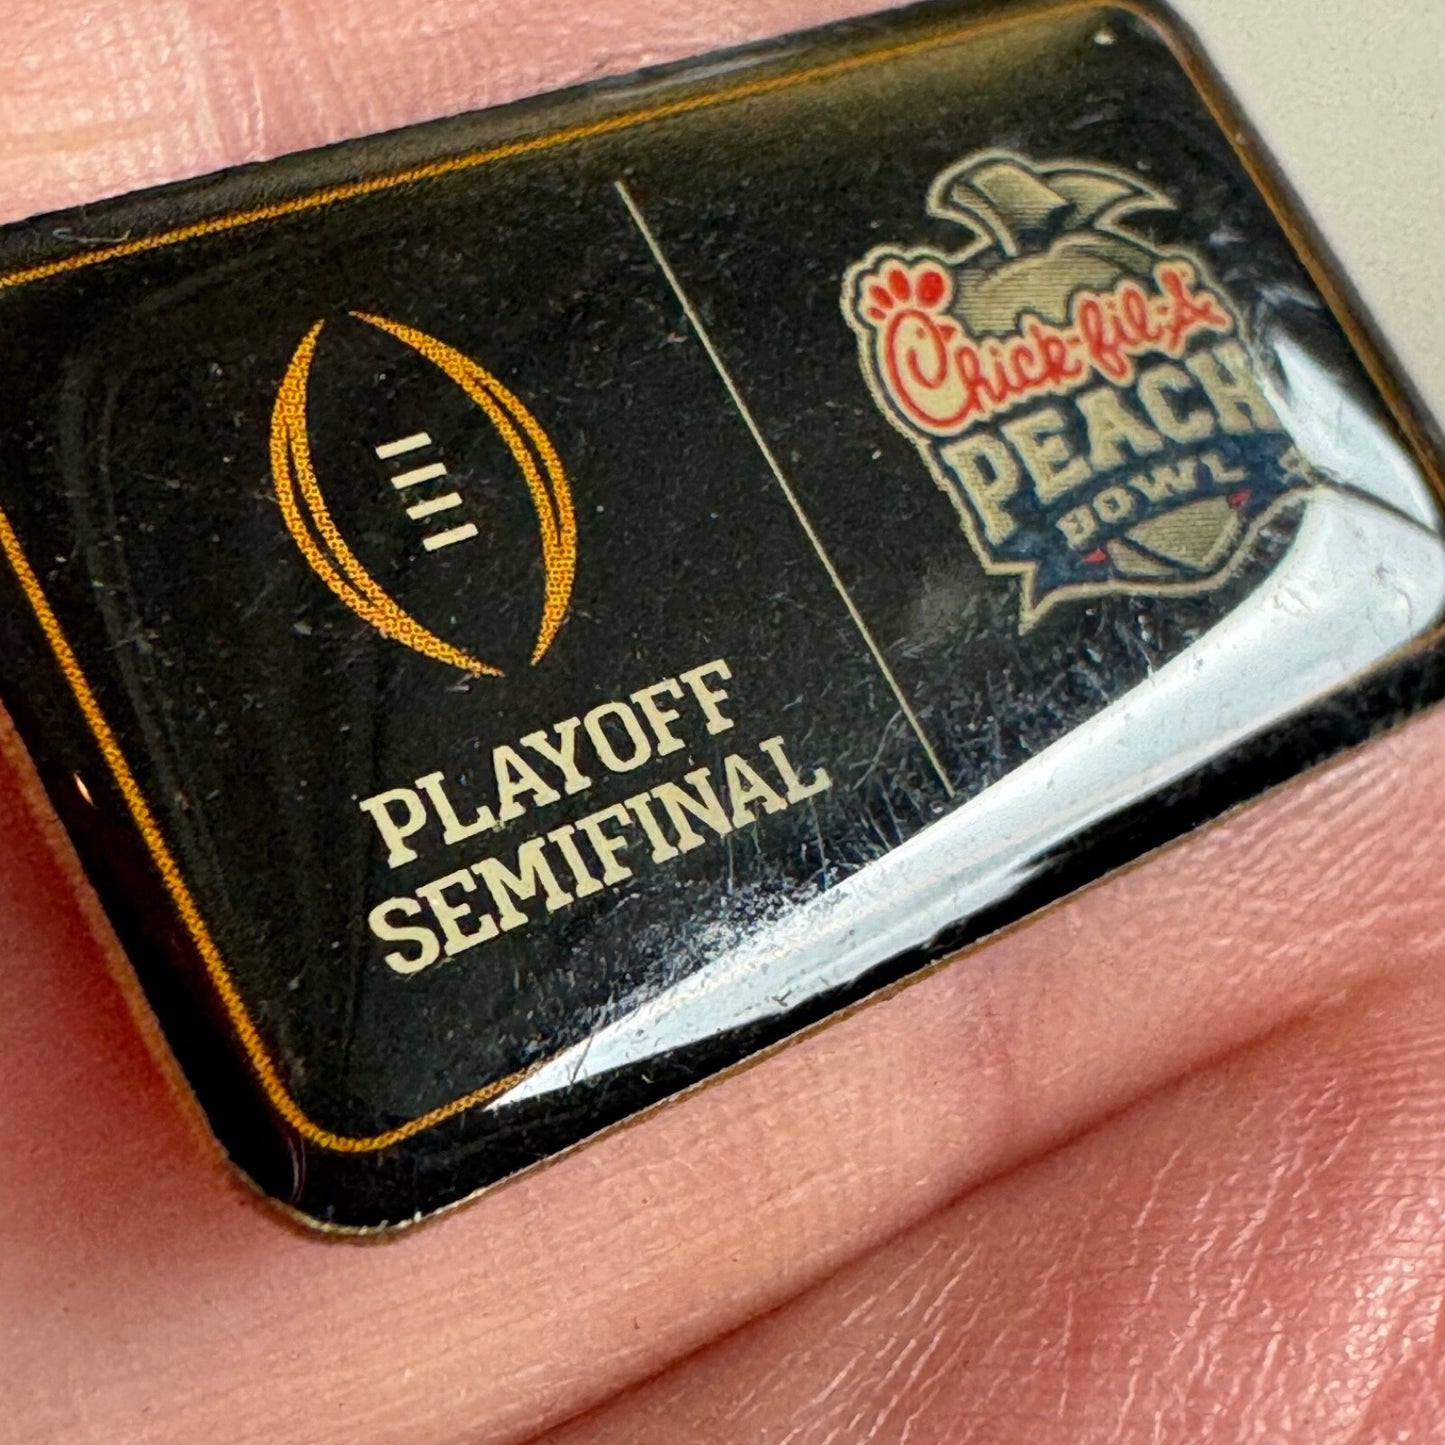 PLAYOFF
SEMIFINAL
Chick-fil-A
PEACH
BOWL